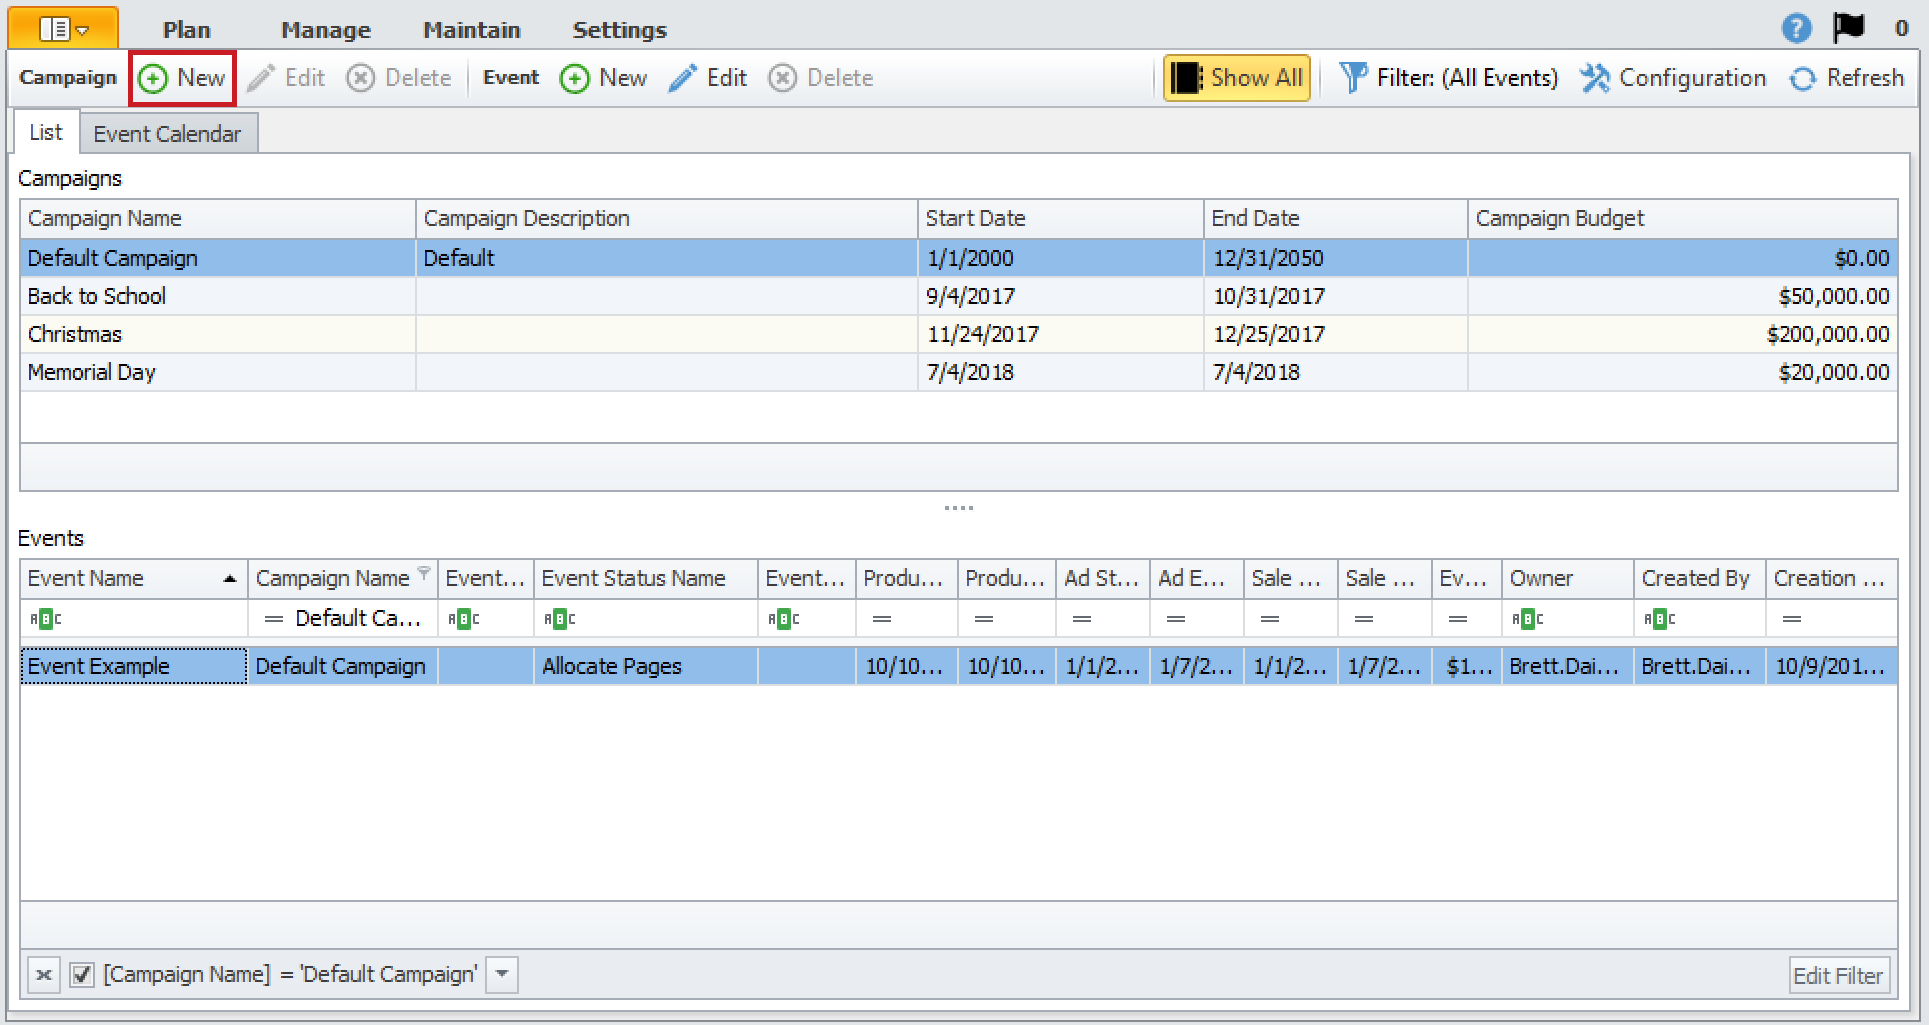 Plan Manage Maintain Settings ? 0
Campaign New Edit Delete Event New Edit Delete Show All Filter: (All Events) Configuration Refresh
List Event Calendar
Campaigns
Campaign Name Campaign Description Start Date End Date Campaign Budget
Default Campaign Default 1/1/2000 12/31/2050 $0.00
Back to School 9/4/2017 10/31/2017 $50,000.00
Christmas 11/24/2017 12/25/2017 $200,000.00
Memorial Day 7/4/2018 7/4/2018 $20,000.00
Events
Event Name Campaign Name Event... Event Status Name Event... Produ... Produ... Ad St... Ad E... Sale ... Sale ... Ev... Owner Created By Creation ...
ABC = Default Ca... ABC ABC ABC = = = = = = = ABC ABC =
Event Example Default Campaign Allocate Pages 10/10... 10/10... 1/1/2... 1/7/2... 1/1/2... 1/7/2... $1... Brett.Dai... Brett.Dai... 10/9/201...
[Campaign Name] = 'Default Campaign' Edit Filter